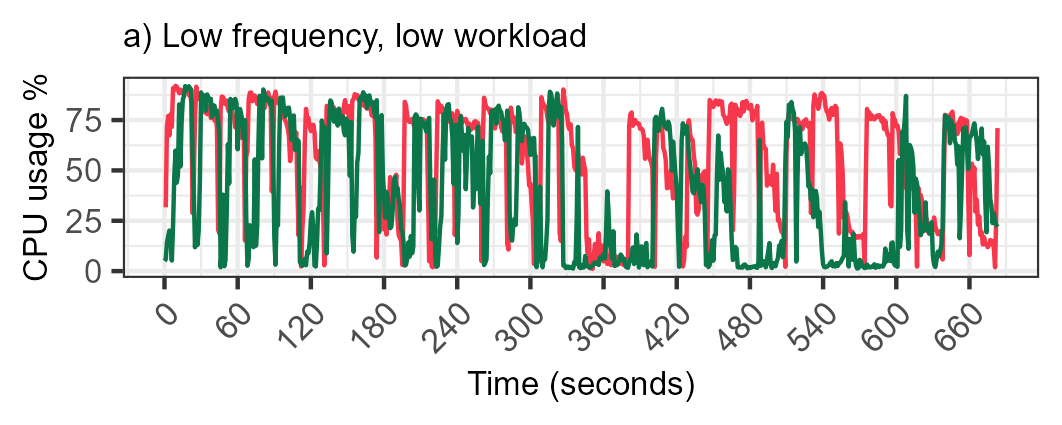 a) Low frequency, low workload
CPU usage %
75
50
25
0
0 60 120 180 240 300 360 420 480 540 600 660
Time (seconds)